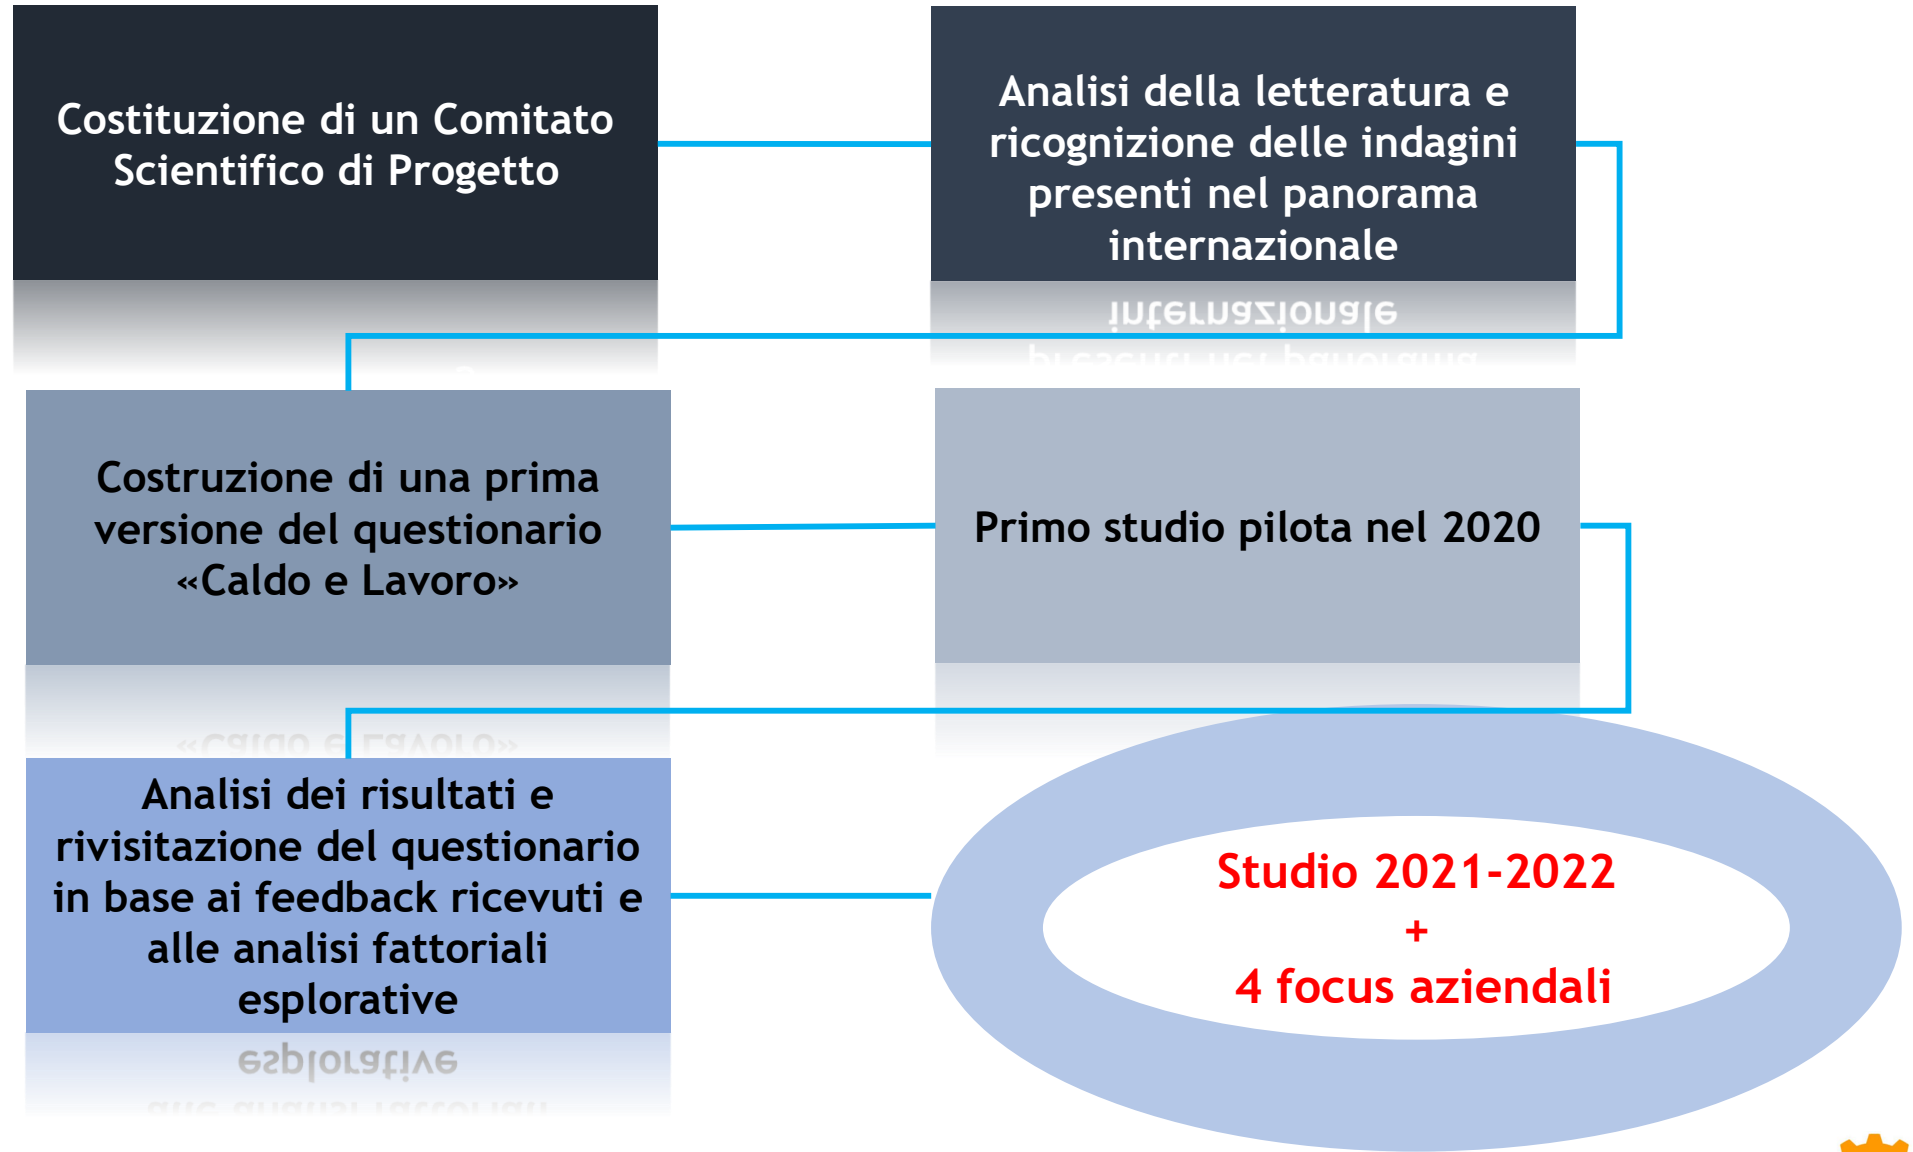 Costituzione di un Comitato
Scientifico di Progetto
Analisi della letteratura e
ricognizione delle indagini
presenti nel panorama
internazionale
Costruzione di una prima
versione del questionario
«Caldo e Lavoro»
Primo studio pilota nel 2020
Analisi dei risultati e
rivisitazione del questionario
in base ai feedback ricevuti e
alle analisi fattoriali
esplorative
Studio 2021-2022
+
4 focus aziendali